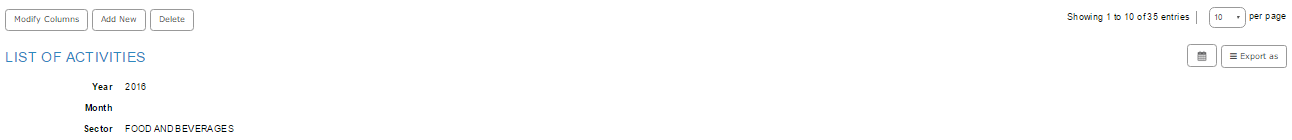 Modify Columns Add New Delete Showing 1 to 10 of 35 entries 10 per page
LIST OF ACTIVITIES Export as
Year 2016
Month
Sector FOOD AND BEVERAGES